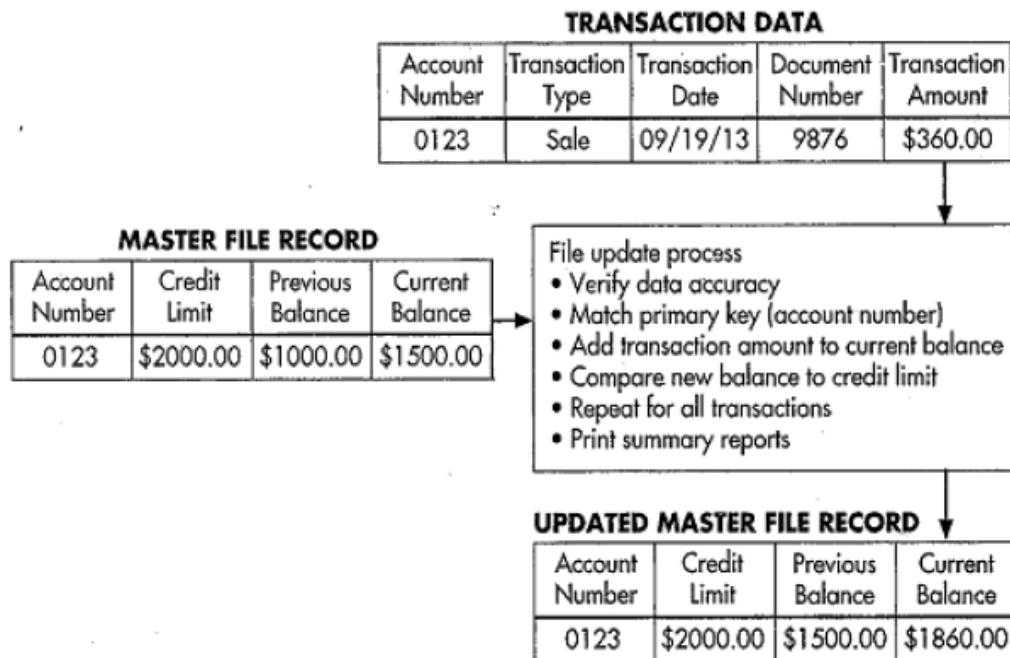 TRANSACTION DATA
Account Number Transaction Type Transaction Date Document Number Transaction Amount
0123 Sale 09/19/13 9876 $360.00
MASTER FILE RECORD
Account Number Credit Limit Previous Balance Current Balance
0123 $2000.00 $1000.00 $1500.00
File update process
• Verify data accuracy
• Match primary key (account number)
• Add transaction amount to current balance
• Compare new balance to credit limit
• Repeat for all transactions
• Print summary reports
UPDATED MASTER FILE RECORD
Account Number Credit Limit Previous Balance Current Balance
0123 $2000.00 $1500.00 $1860.00